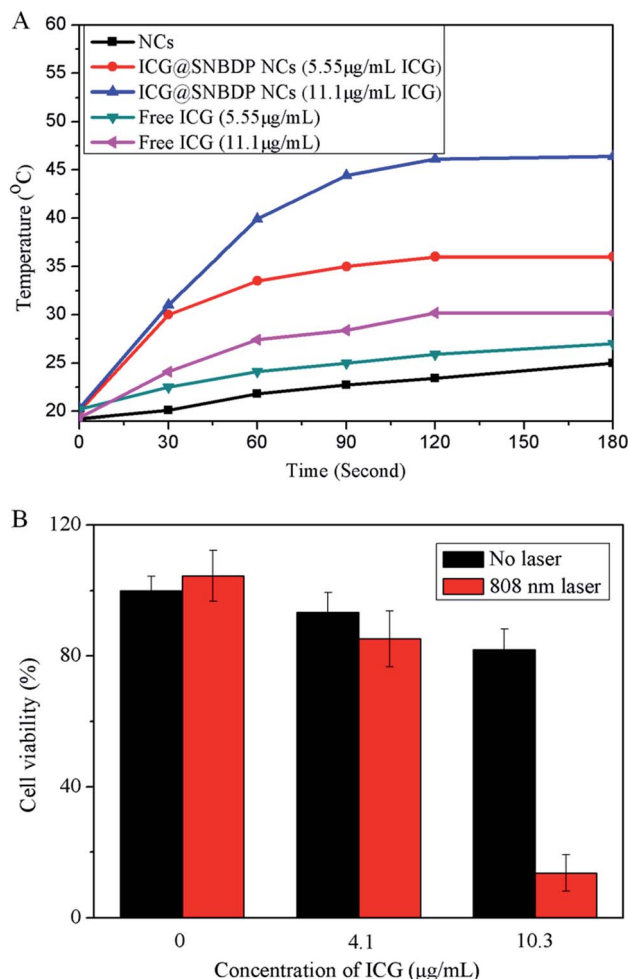 A
60
55
50
45
40
35
30
25
20
Temperature (°C)
NCs
ICG@SNBDP NCs (5.55μg/mL ICG)
ICG@SNBDP NCs (11.1μg/mL ICG)
Free ICG (5.55μg/mL)
Free ICG (11.1μg/mL)
0 30 60 90 120 150 180
Time (Second)
B
120
80
40
0
Cell viability (%)
No laser
808 nm laser
0 4.1 10.3
Concentration of ICG (μg/mL)